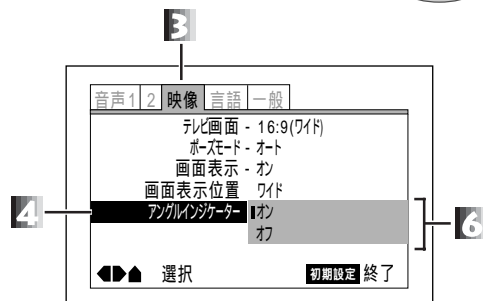 3
音声1 2 映像 言語 一般
テレビ画面 - 16:9(ワイド)
ポーズモード - オート
画面表示 - オン
画面表示位置 ワイド
4 アングルインジケーター オン
オフ
6
選択 初期設定 終了